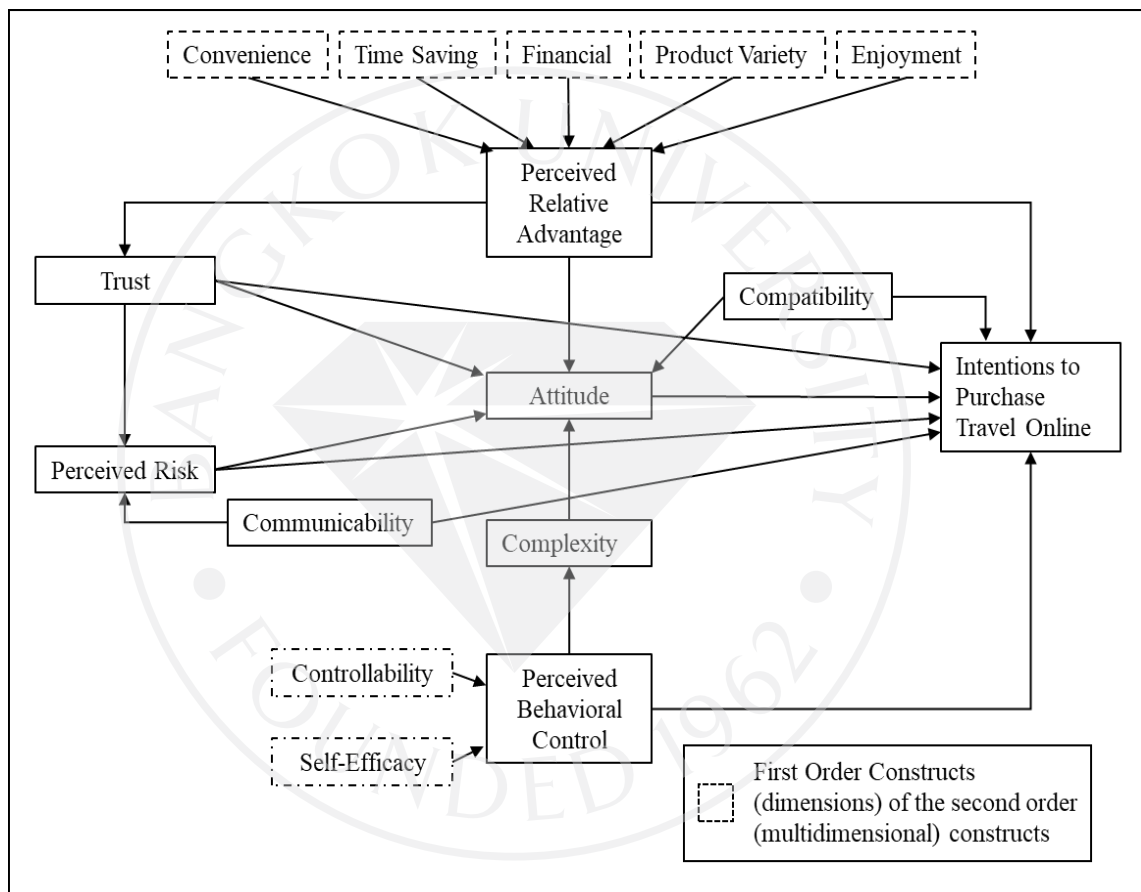 Convenience
Time Saving
Financial
Product Variety
Enjoyment
Perceived
Relative
Advantage
Trust
Compatibility
Intentions to
Purchase
Travel Online
Attitude
Perceived Risk
Communicability
Complexity
Controllability
Perceived
Behavioral
Control
Self-Efficacy
First Order Constructs
(dimensions) of the second order
(multidimensional) constructs
BANGKOK UNIVERSITY
FOUNDED 1962